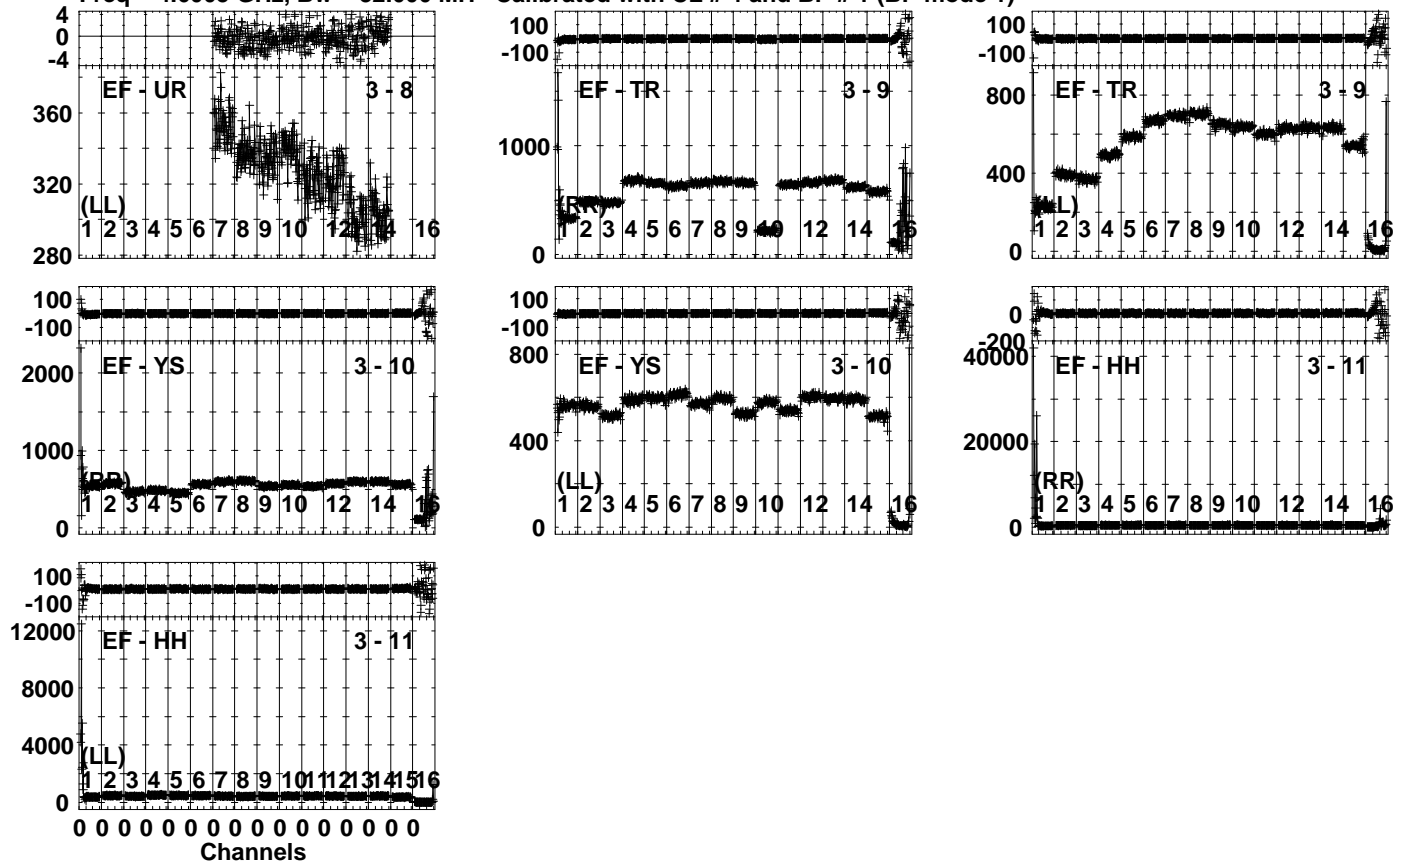 4
0
-4
EF - UR 3 - 8
360
320
(LL)
1 2 3 4 5 6 7 8 9 10 12 14 16
280
100
-100
EF - TR 3 - 9
1000
(RR)
1 2 3 4 5 6 7 8 9 10 12 14 16
0
100
-100
EF - TR 3 - 9
800
400
(LL)
1 2 3 4 5 6 7 8 9 10 12 14 16
0
100
-100
EF - YS 3 - 10
2000
1000
(RR)
1 2 3 4 5 6 7 8 9 10 12 14 16
0
100
-100
EF - YS 3 - 10
800
400
(LL)
1 2 3 4 5 6 7 8 9 10 12 14 16
0
0
-200
EF - HH 3 - 11
40000
20000
(RR)
1 2 3 4 5 6 7 8 9 10 12 14 16
0
100
-100
EF - HH 3 - 11
12000
8000
4000
(LL)
1 2 3 4 5 6 7 8 9 10 11 12 13 14 15 16
0
0 0 0 0 0 0 0 0 0 0 0 0 0 0 0 0
Channels